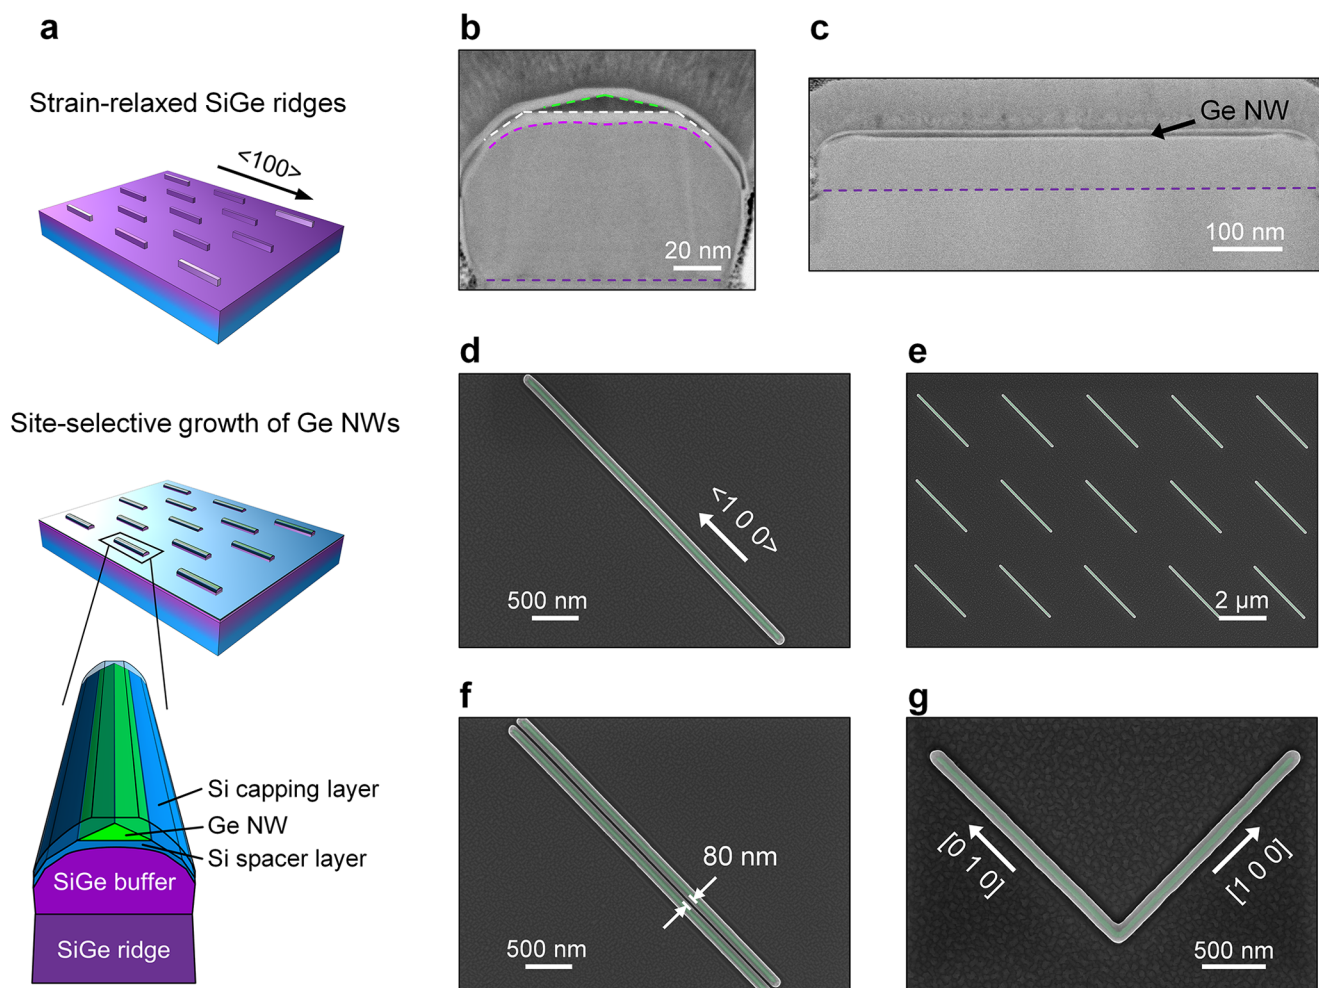 a
Strain-relaxed SiGe ridges
<100>
Site-selective growth of Ge NWs
Si capping layer
Ge NW
Si spacer layer
SiGe buffer
SiGe ridge
b
20 nm
c
Ge NW
100 nm
d
<1 0 0>
500 nm
e
2 μm
f
80 nm
500 nm
g
[0 1 0]
[1 0 0]
500 nm